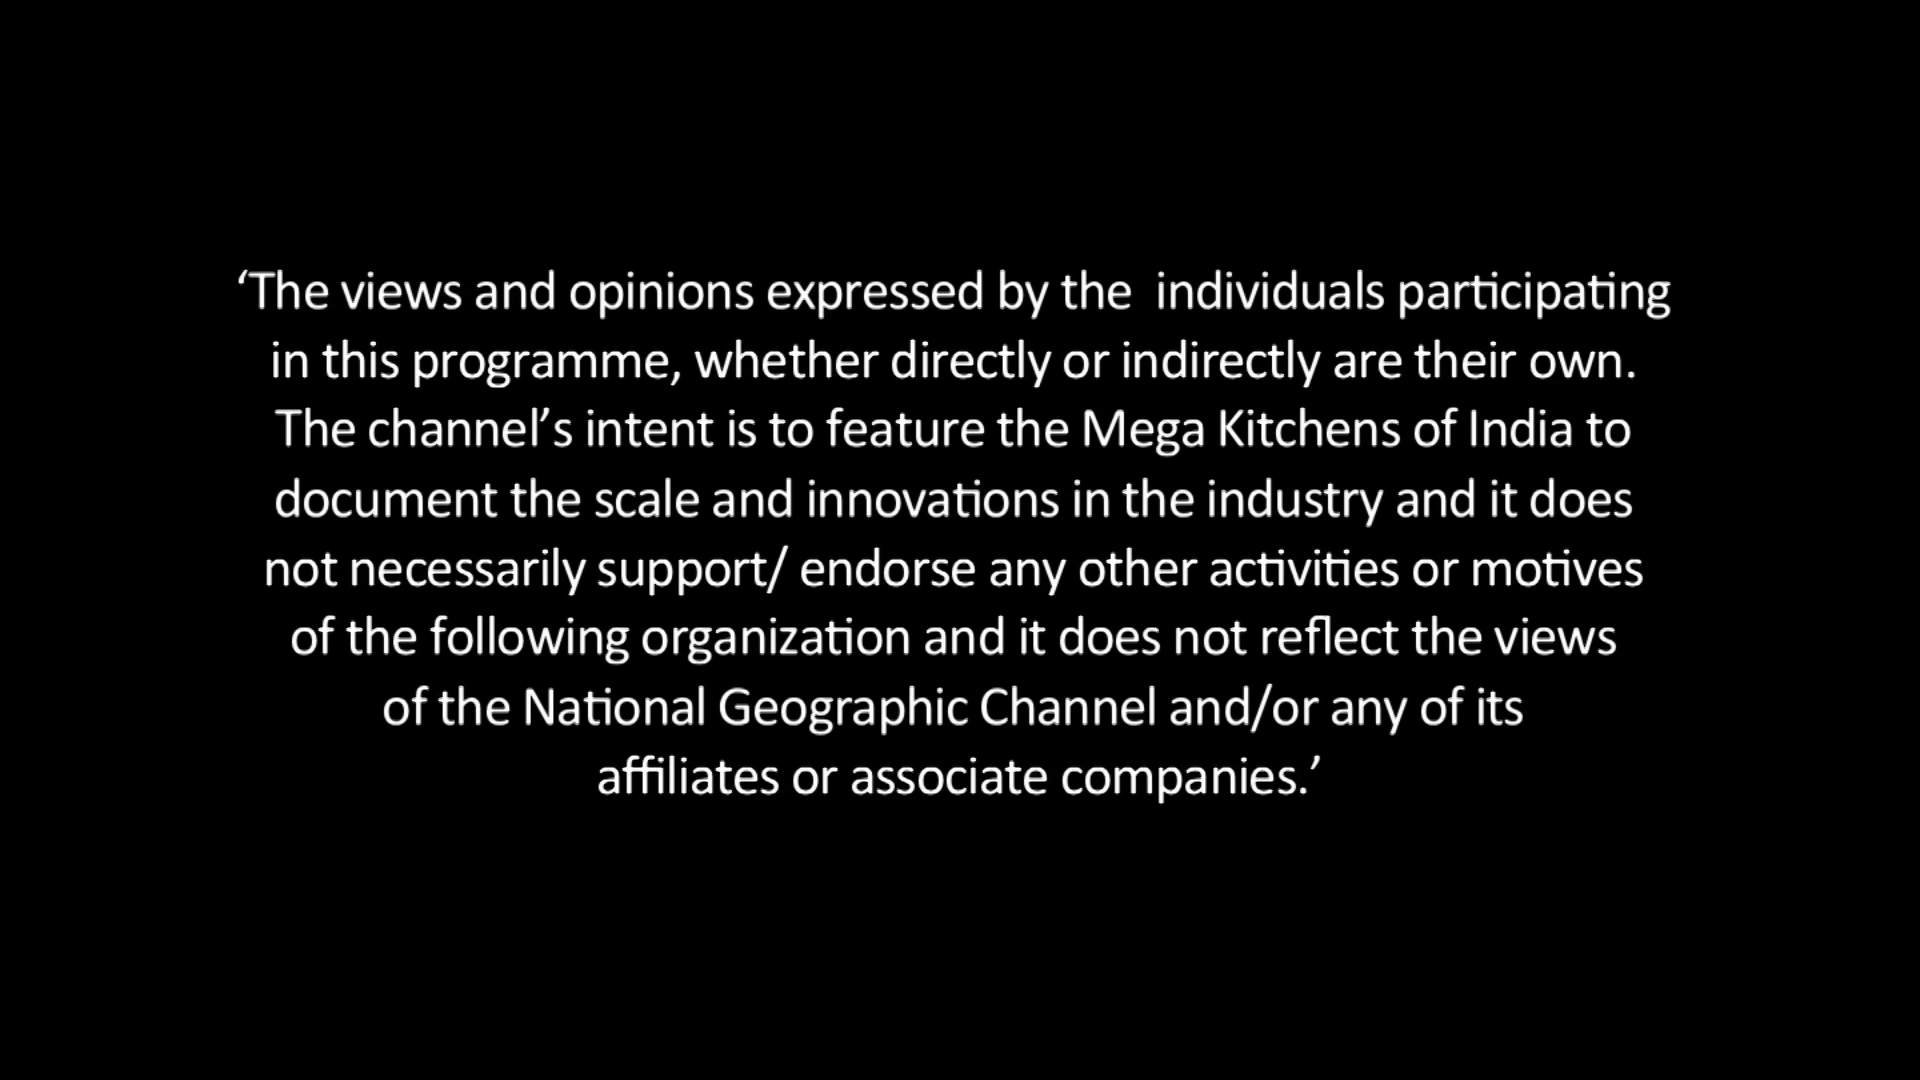 ‘The views and opinions expressed by the  individuals participating
in this programme, whether directly or indirectly are their own.
The channel’s intent is to feature the Mega Kitchens of India to
document the scale and innovations in the industry and it does
not necessarily support/ endorse any other activities or motives
of the following organization and it does not reflect the views
of the National Geographic Channel and/or any of its
affiliates or associate companies.’